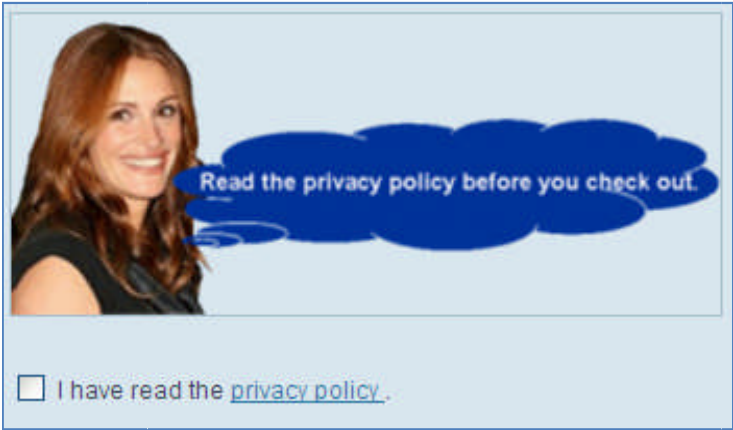 Read the privacy policy before you check out.
I have read the privacy policy .